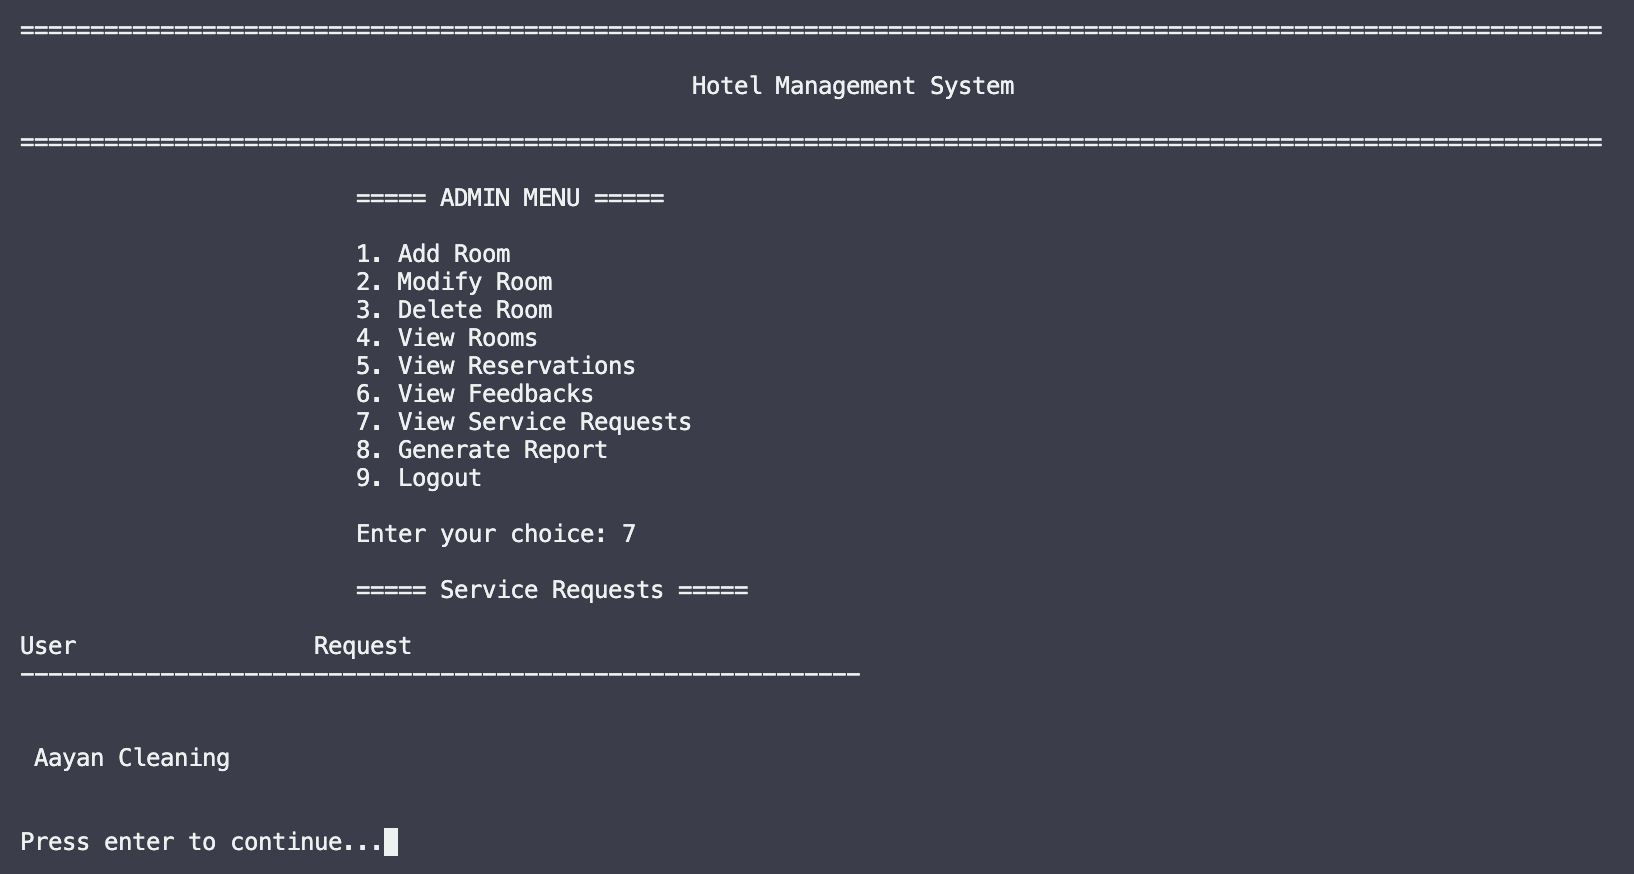 =================================================================================================================
Hotel Management System
=================================================================================================================
===== ADMIN MENU =====
1. Add Room
2. Modify Room
3. Delete Room
4. View Rooms
5. View Reservations
6. View Feedbacks
7. View Service Requests
8. Generate Report
9. Logout
Enter your choice: 7
===== Service Requests =====
User                 Request
------------------------------------------------------------
Aayan Cleaning
Press enter to continue...